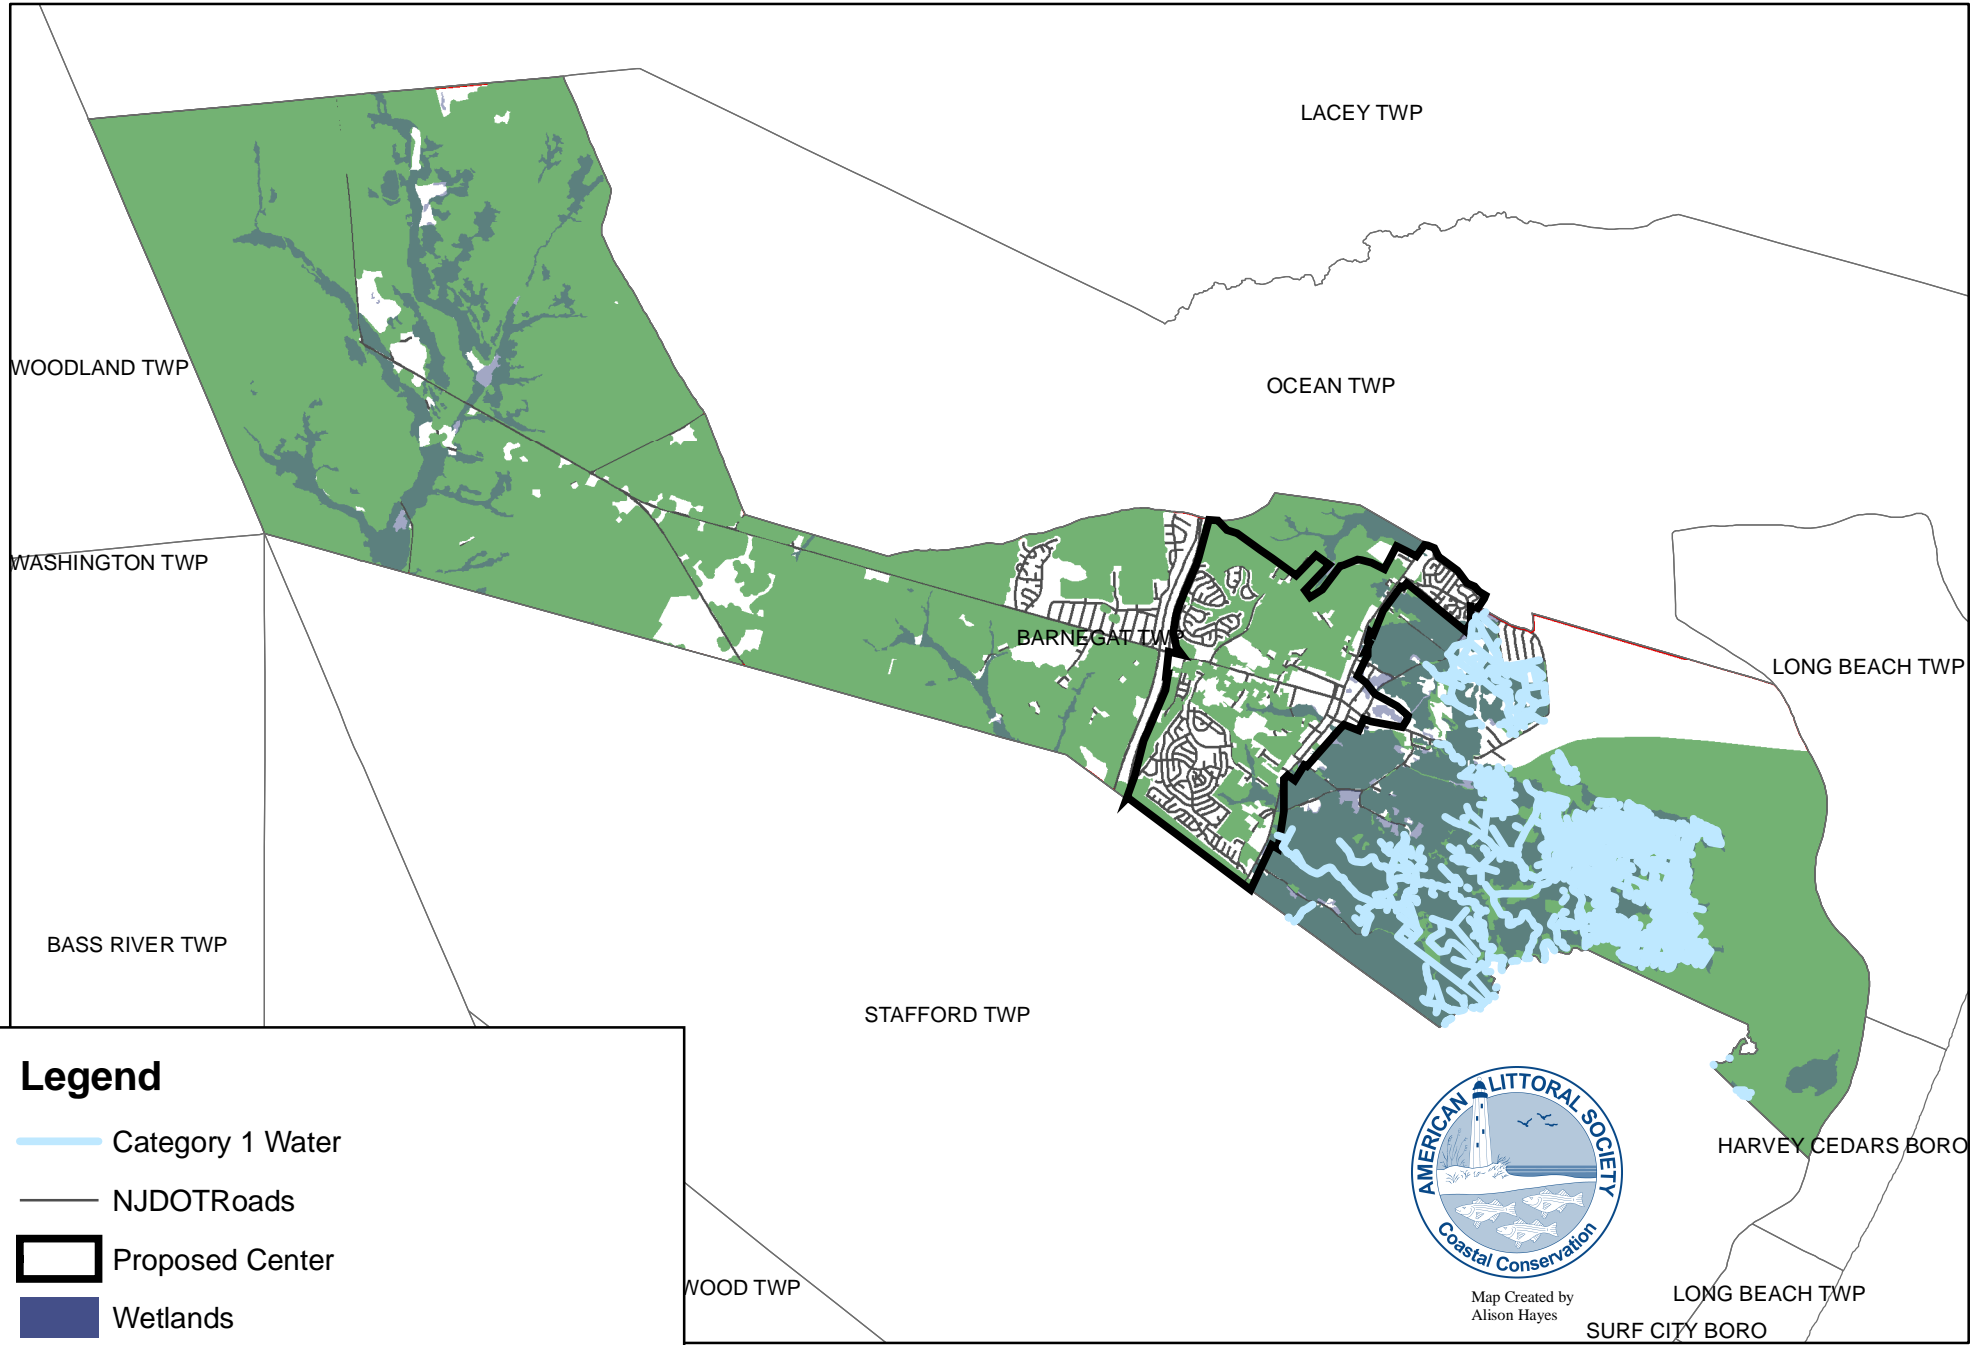 LACEY TWP
WOODLAND TWP
OCEAN TWP
WASHINGTON TWP
BARNEGAT TWP
LONG BEACH TWP
BASS RIVER TWP
STAFFORD TWP
HARVEY CEDARS BORO
WOOD TWP
LONG BEACH TWP
SURF CITY BORO
AMERICAN LITTORAL SOCIETY
Coastal Conservation
Map Created by
Alison Hayes
Legend
Category 1 Water
NJDOTRoads
Proposed Center
Wetlands